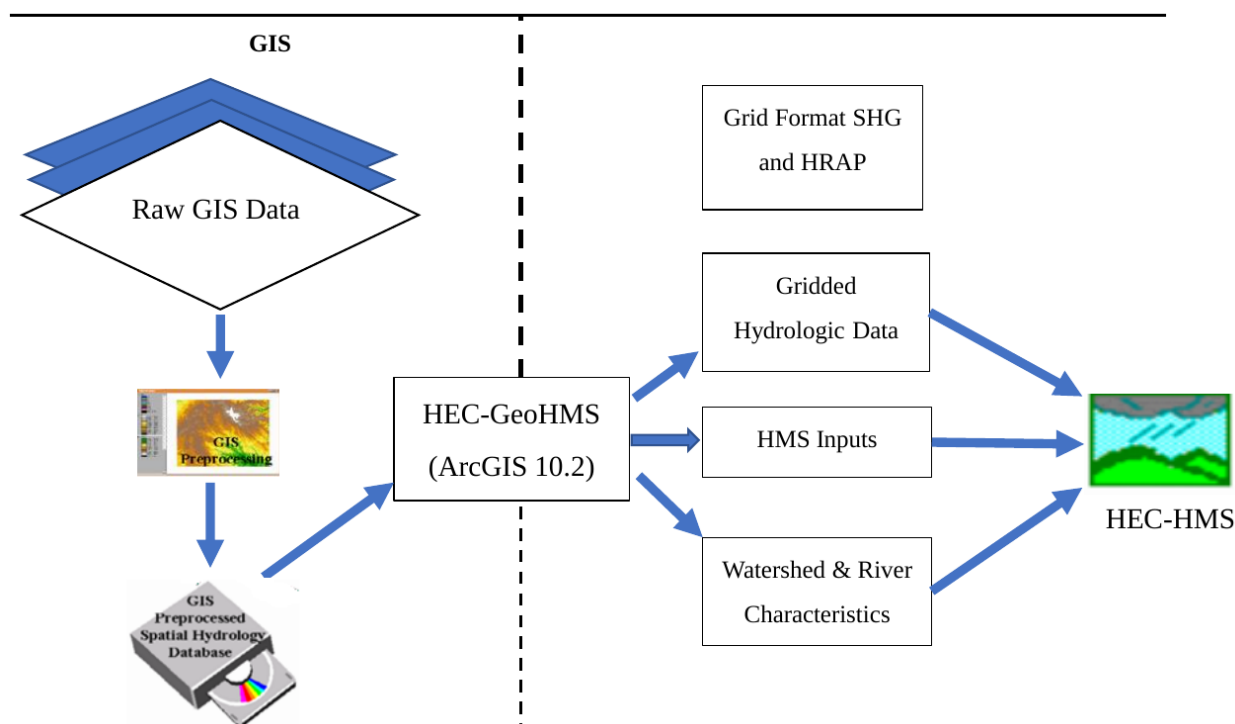 GIS
Raw GIS Data
GIS
Preprocessing
GIS
Preprocessed
Spatial Hydrology
Database
HEC-GeoHMS
(ArcGIS 10.2)
Grid Format SHG
and HRAP
Gridded
Hydrologic Data
HMS Inputs
Watershed & River
Characteristics
HEC-HMS